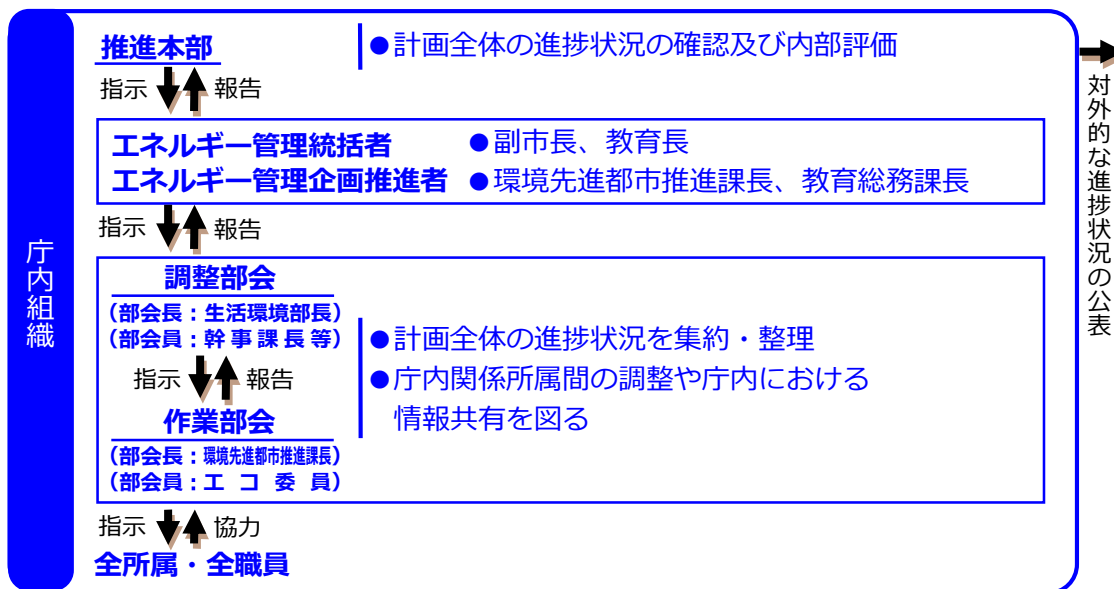 庁内組織
推進本部
●計画全体の進捗状況の確認及び内部評価
指示
報告
エネルギー管理統括者
●副市長、教育長
エネルギー管理企画推進者
●環境先進都市推進課長、教育総務課長
指示
報告
調整部会
(部会長:生活環境部長)
(部会員:幹事課長等)
●計画全体の進捗状況を集約・整理
●庁内関係所属間の調整や庁内における
情報共有を図る
指示
報告
作業部会
(部会長:環境先進都市推進課長)
(部会員:エコ委員)
指示
協力
全所属・全職員
対外的な進捗状況の公表